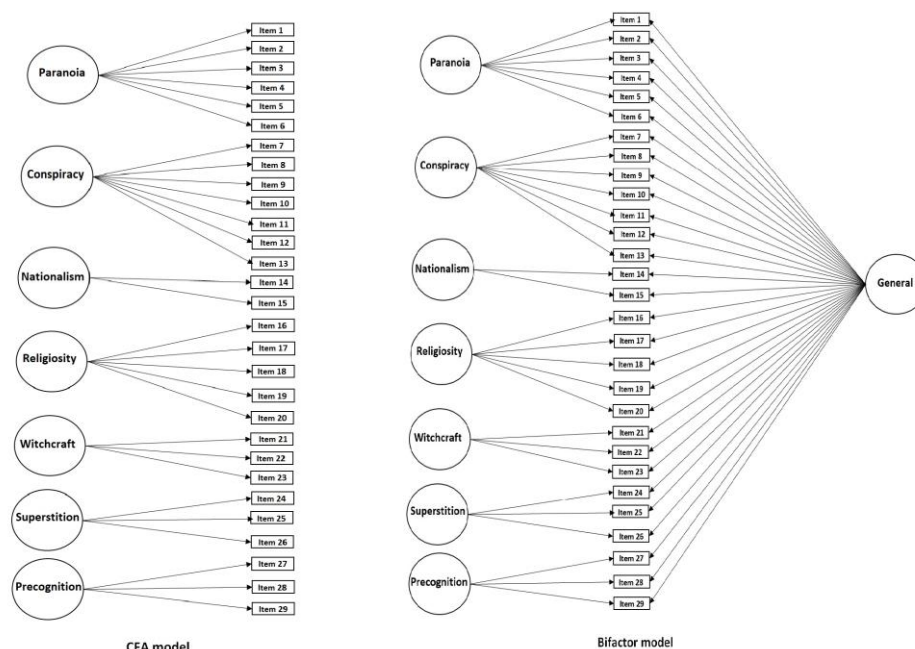 Paranoia
Item 1
Item 2
Item 3
Item 4
Item 5
Item 6
Conspiracy
Item 7
Item 8
Item 9
Item 10
Item 11
Item 12
Item 13
Nationalism
Item 14
Item 15
Religiosity
Item 16
Item 17
Item 18
Item 19
Item 20
Witchcraft
Item 21
Item 22
Item 23
Superstition
Item 24
Item 25
Item 26
Precognition
Item 27
Item 28
Item 29
CFA model
Paranoia
Item 1
Item 2
Item 3
Item 4
Item 5
Item 6
Conspiracy
Item 7
Item 8
Item 9
Item 10
Item 11
Item 12
Item 13
Nationalism
Item 14
Item 15
Religiosity
Item 16
Item 17
Item 18
Item 19
Item 20
Witchcraft
Item 21
Item 22
Item 23
Superstition
Item 24
Item 25
Item 26
Precognition
Item 27
Item 28
Item 29
General
Bifactor model